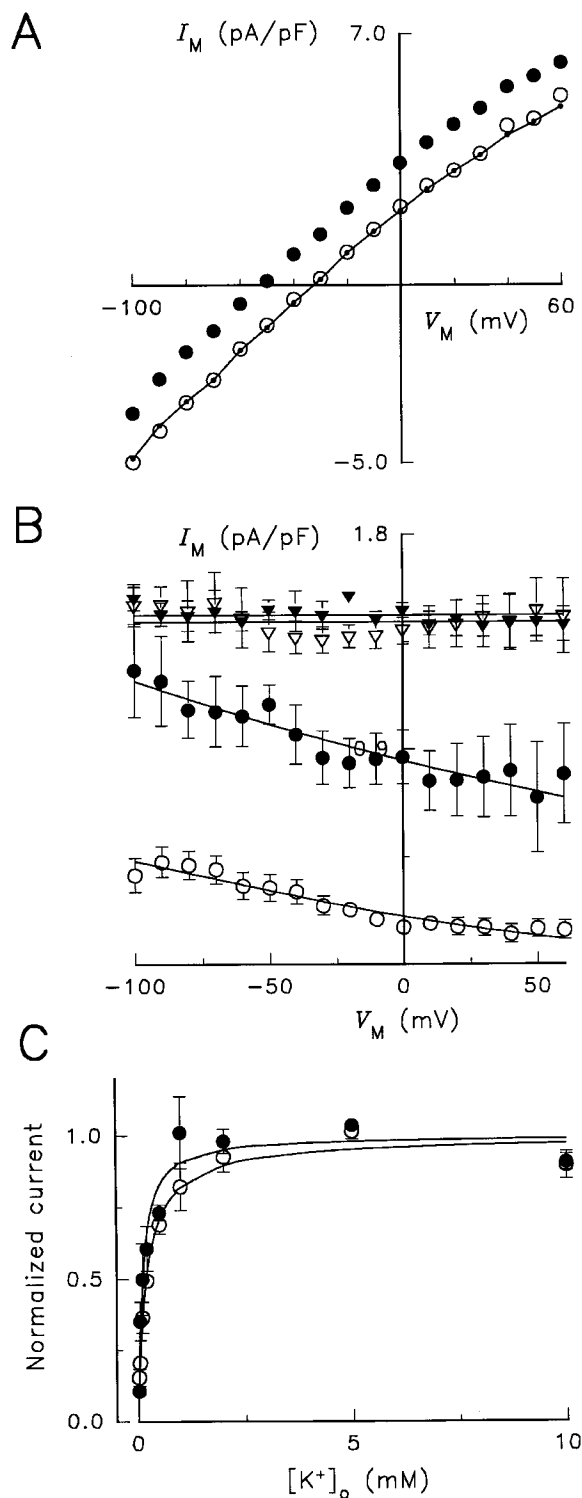 A
I_M (pA/pF)
7.0
-100
V_M (mV)
60
-5.0
B
I_M (pA/pF)
1.8
0.9
-100
-50
0
50
V_M (mV)
C
Normalized current
1.0
0.5
0.0
0
5
10
[K⁺]ₒ (mM)